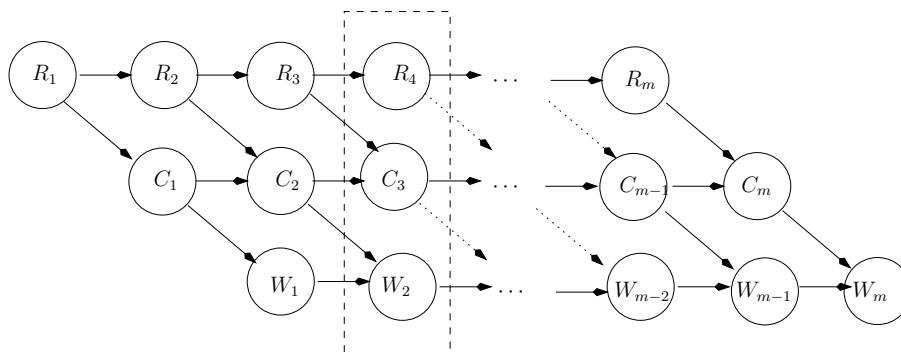 R₁ R₂ R₃ R₄ ... Rₘ
C₁ C₂ C₃ ... Cₘ₋₁ Cₘ
W₁ W₂ ... Wₘ₋₂ Wₘ₋₁ Wₘ